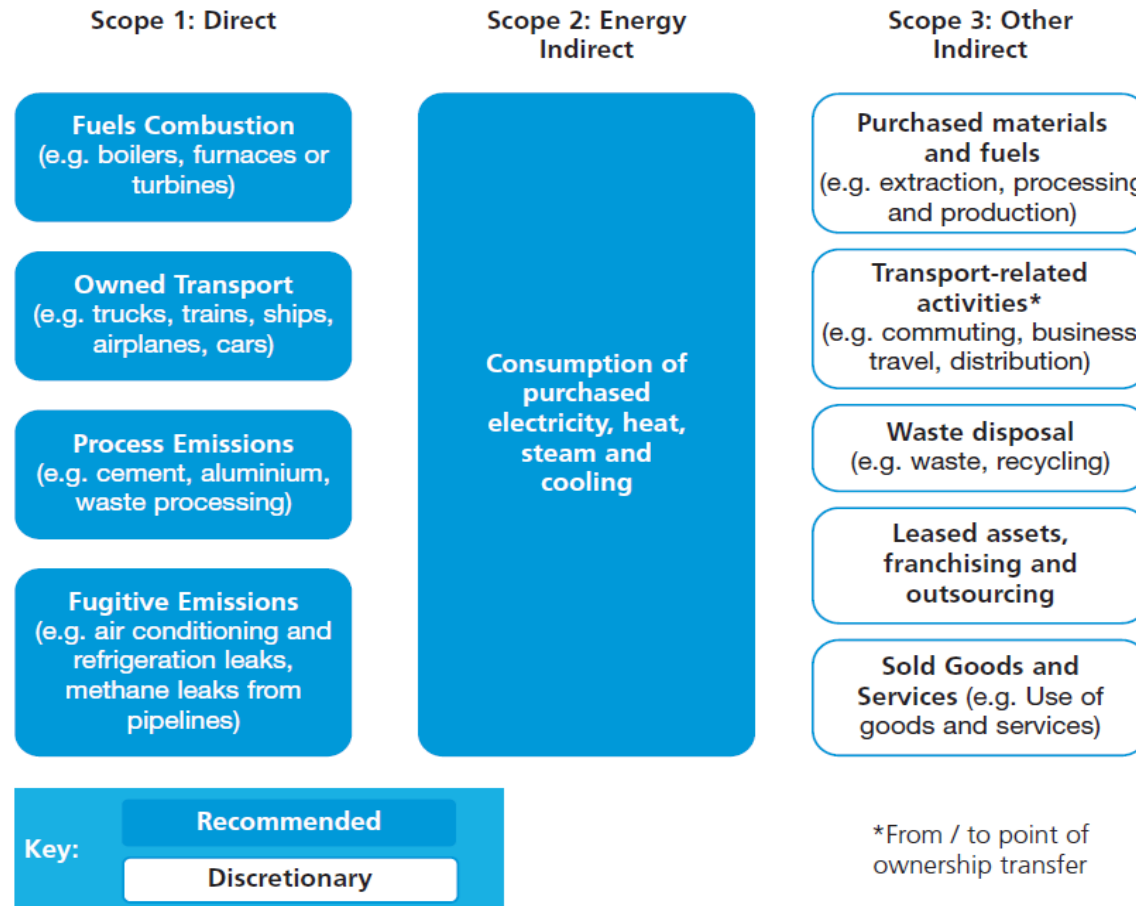 Scope 1: Direct
Fuels Combustion
(e.g. boilers, furnaces or
turbines)
Owned Transport
(e.g. trucks, trains, ships,
airplanes, cars)
Process Emissions
(e.g. cement, aluminium,
waste processing)
Fugitive Emissions
(e.g. air conditioning and
refrigeration leaks,
methane leaks from
pipelines)
Scope 2: Energy
Indirect
Consumption of
purchased
electricity, heat,
steam and
cooling
Scope 3: Other
Indirect
Purchased materials
and fuels
(e.g. extraction, processing
and production)
Transport-related
activities*
(e.g. commuting, business
travel, distribution)
Waste disposal
(e.g. waste, recycling)
Leased assets,
franchising and
outsourcing
Sold Goods and
Services (e.g. Use of
goods and services)
Key:
Recommended
Discretionary
*From / to point of
ownership transfer